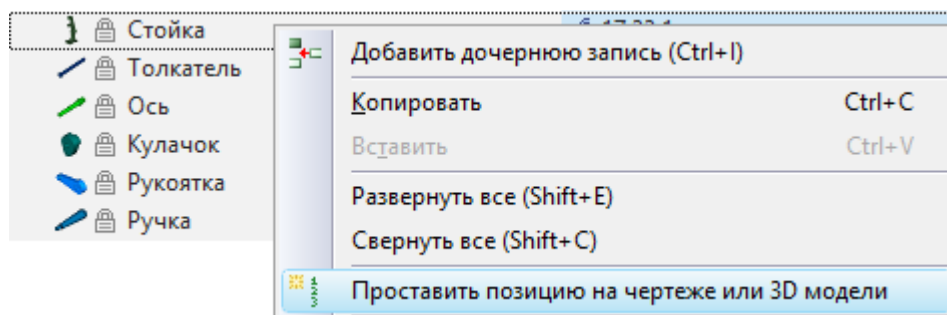 Стойка
Добавить дочернюю запись (Ctrl+I)
Толкатель
Ось
Копировать Ctrl+C
Кулачок
Вставить Ctrl+V
Рукоятка
Развернуть все (Shift+E)
Ручка
Свернуть все (Shift+C)
Проставить позицию на чертеже или 3D модели